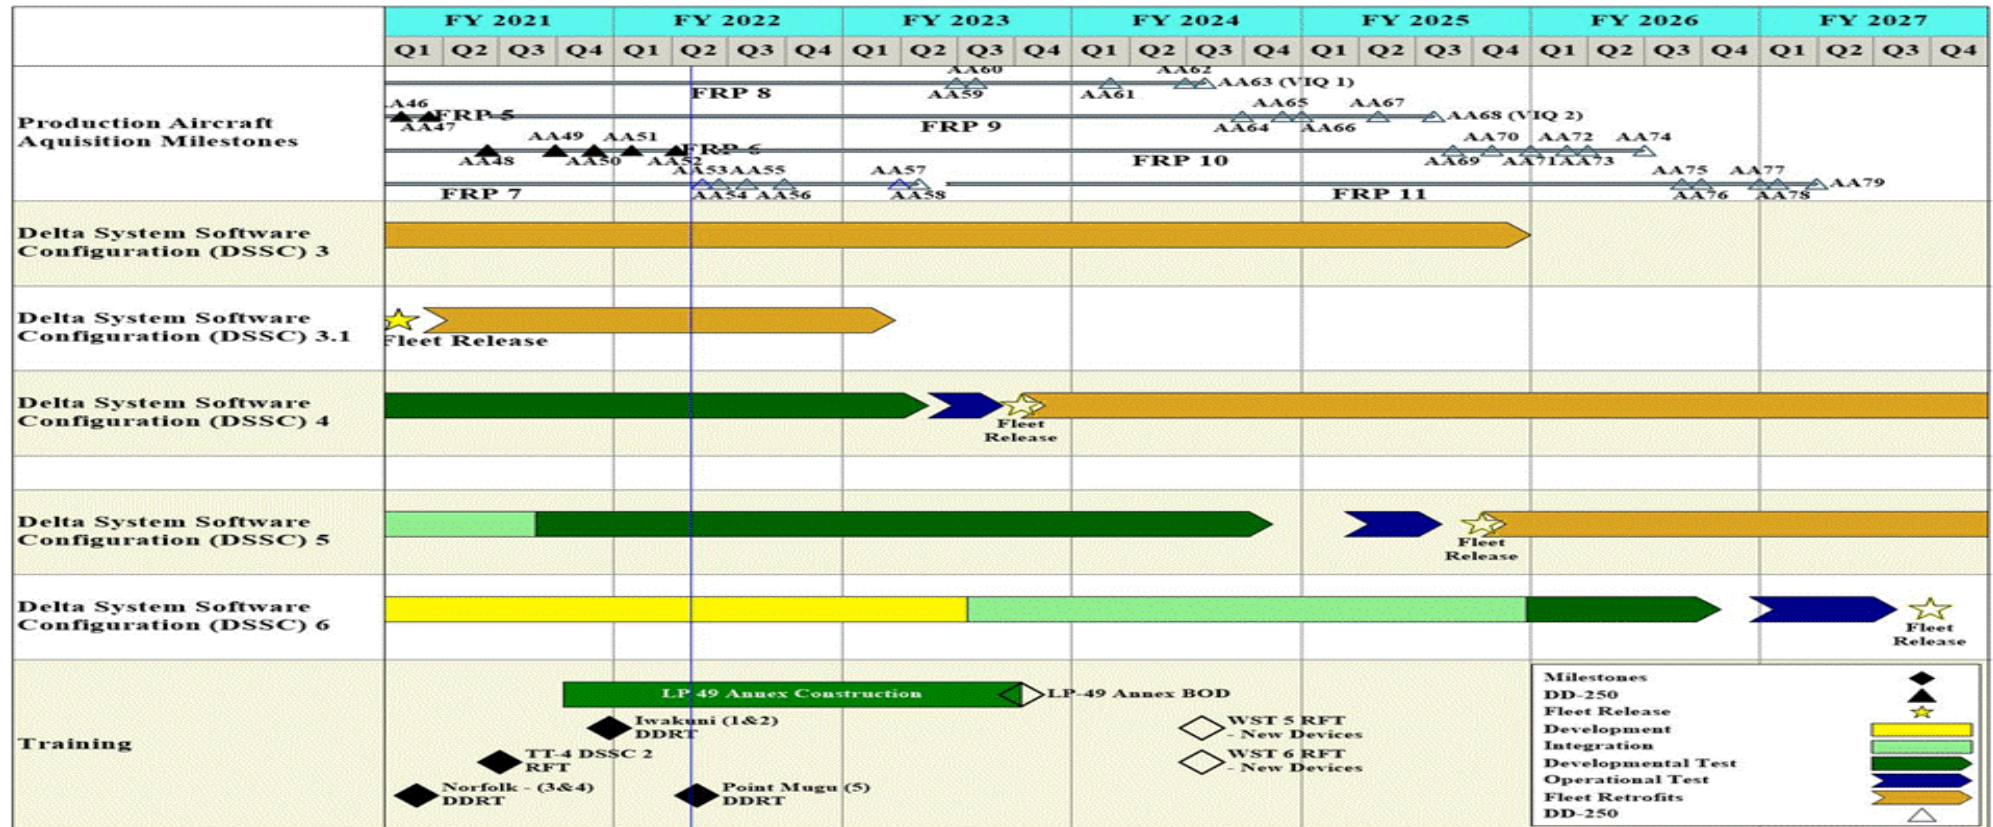 FY 2021 FY 2022 FY 2023 FY 2024 FY 2025 FY 2026 FY 2027
Q1 Q2 Q3 Q4 Q1 Q2 Q3 Q4 Q1 Q2 Q3 Q4 Q1 Q2 Q3 Q4 Q1 Q2 Q3 Q4 Q1 Q2 Q3 Q4 Q1 Q2 Q3 Q4
Production Aircraft
Aquisition Milestones
AA60 AA62
AA63 (VIQ 1)
FRP 8 AA59 AA61
A46 AA65 AA67
FRP 5 AA68 (VIQ 2)
AA47 FRP 9 AA64 AA66
AA49 AA51 AA70 AA72 AA74
FRP 6
AA48 AA50 AA52 FRP 10 AA69 AA71 AA73
AA53 AA55 AA57 AA75 AA77
AA79
FRP 7 AA54 AA56 AA58 FRP 11 AA76 AA78
Delta System Software
Configuration (DSSC) 3
Delta System Software
Configuration (DSSC) 3.1
Fleet Release
Delta System Software
Configuration (DSSC) 4
Fleet
Release
Delta System Software
Configuration (DSSC) 5
Fleet
Release
Delta System Software
Configuration (DSSC) 6
Fleet
Release
Training
LP 49 Annex Construction LP-49 Annex BOD
Iwakuni (1&2)
DDRT
WST 5 RFT
- New Devices
TT-4 DSSC 2
RFT
WST 6 RFT
- New Devices
Norfolk - (3&4)
DDRT
Point Mugu (5)
DDRT
Milestones
DD-250
Fleet Release
Development
Integration
Developmental Test
Operational Test
Fleet Retrofits
DD-250